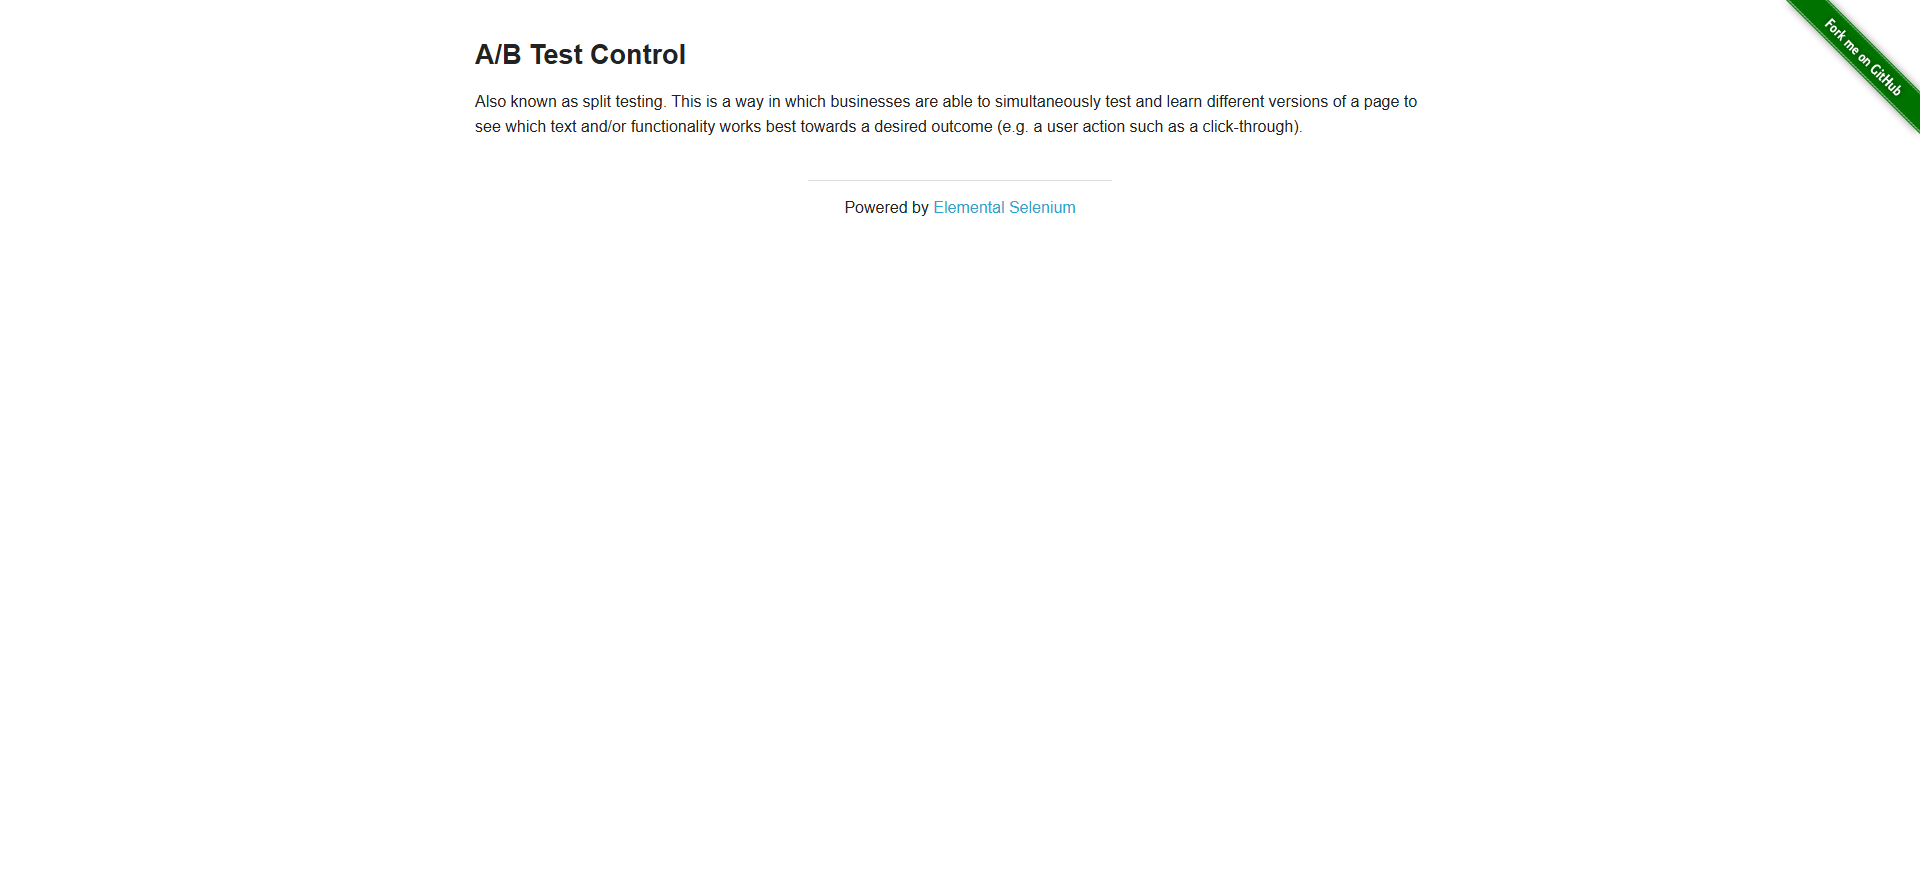 A/B Test Control
Fork me on GitHub
Also known as split testing. This is a way in which businesses are able to simultaneously test and learn different versions of a page to
see which text and/or functionality works best towards a desired outcome (e.g. a user action such as a click-through).
Powered by Elemental Selenium